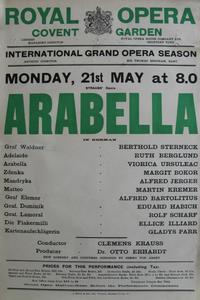 ROYAL OPERA
COVENT GARDEN
INTERNATIONAL GRAND OPERA SEASON
MONDAY, 21st MAY at 8.0
STRAUSS' Opera
ARABELLA
IN GERMAN
Graf Waldner BERTHOLD STERNECK
Adelaide RUTH BERGLUND
Arabella VIORICA URSULEAC
Zdenka MARGIT BOKOR
Mandryka ALFRED JERGER
Matteo MARTIN KREMER
Graf Elemer ALFRED BARTOLITIUS
Graf Dominik EDUARD HABICH
Graf Lamoral ROLF SCHARF
Die Fiakermilli ELLICE ILLIARD
Kartenaufschlägerin GLADYS PARR
Conductor - CLEMENS KRAUSS
Producer - Dr. OTTO ERHARDT
PRICES FOR THIS PERFORMANCE (including Tax)